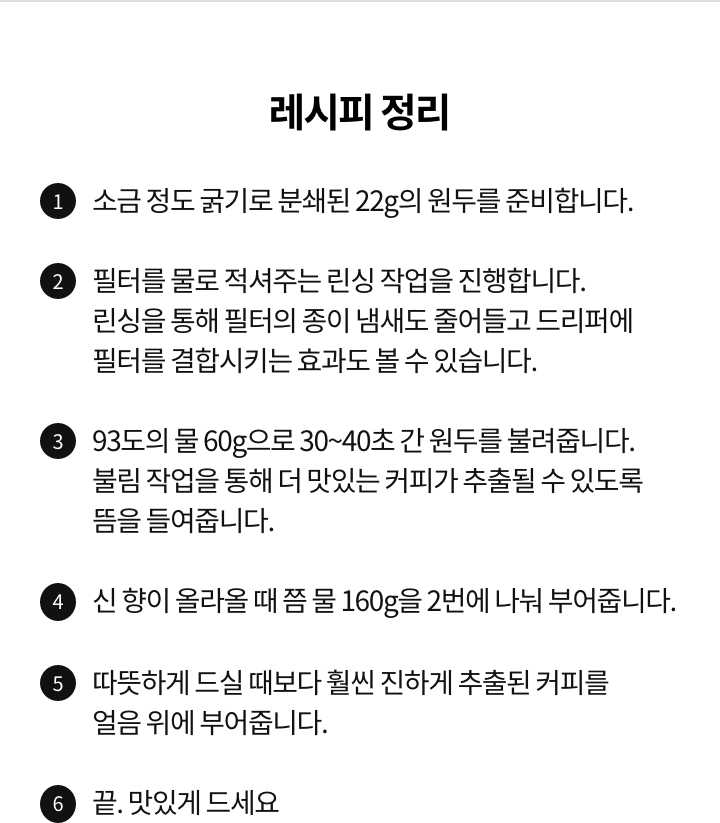 레시피 정리
1 소금 정도 굵기로 분쇄된 22g의 원두를 준비합니다.
2 필터를 물로 적셔주는 린싱 작업을 진행합니다.
린싱을 통해 필터의 종이 냄새도 줄어들고 드리퍼에
필터를 결합시키는 효과도 볼 수 있습니다.
3 93도의 물 60g으로 30~40초 간 원두를 불려줍니다.
불림 작업을 통해 더 맛있는 커피가 추출될 수 있도록
뜸을 들여줍니다.
4 신 향이 올라올 때 쯤 물 160g을 2번에 나눠 부어줍니다.
5 따뜻하게 드실 때보다 훨씬 진하게 추출된 커피를
얼음 위에 부어줍니다.
6 끝. 맛있게 드세요